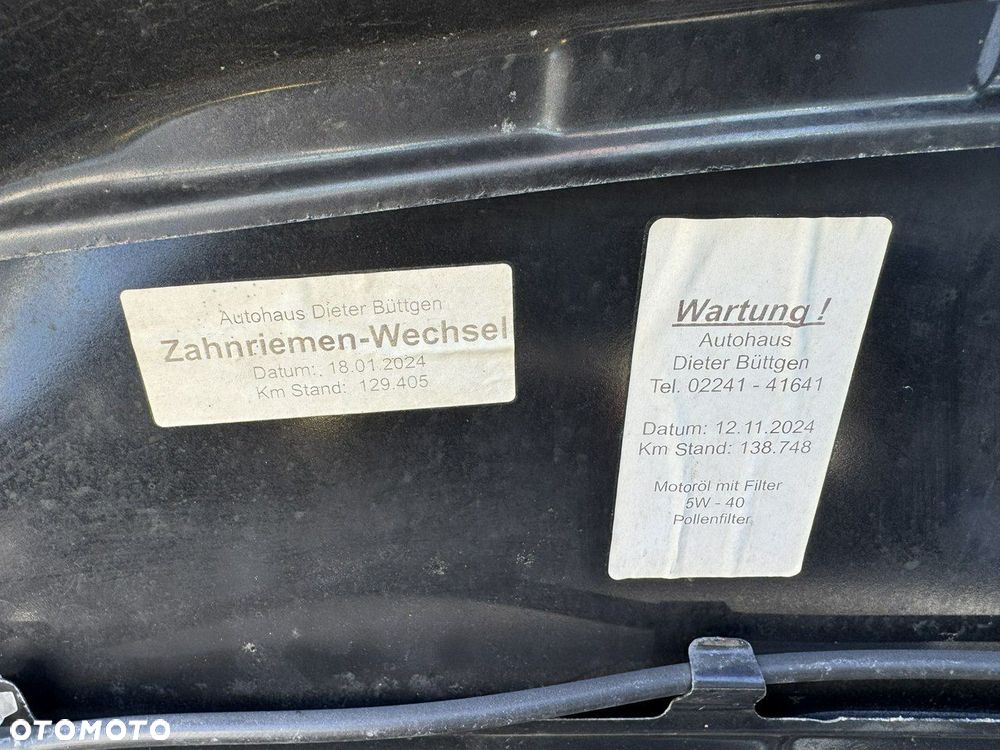 Autohaus Dieter Büttgen
Zahnriemen-Wechsel
Datum: 18.01.2024
Km Stand: 129.405
Wartung !
Autohaus
Dieter Büttgen
Tel. 02241 - 41641
Datum: 12.11.2024
Km Stand: 138.748
Motoröl mit Filter
5W - 40
Pollenfilter
OTOMOTO